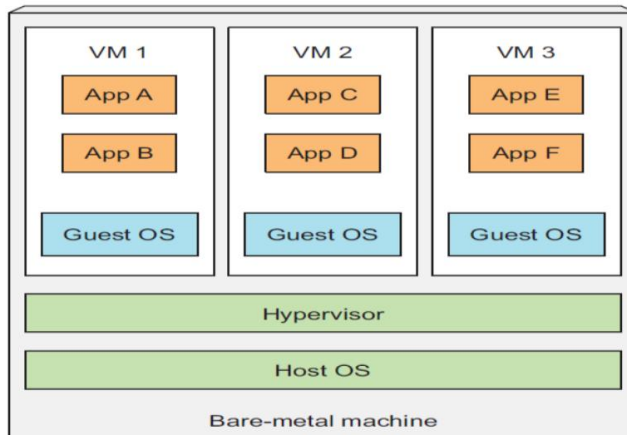 VM 1
App A
App B
Guest OS
VM 2
App C
App D
Guest OS
VM 3
App E
App F
Guest OS
Hypervisor
Host OS
Bare-metal machine